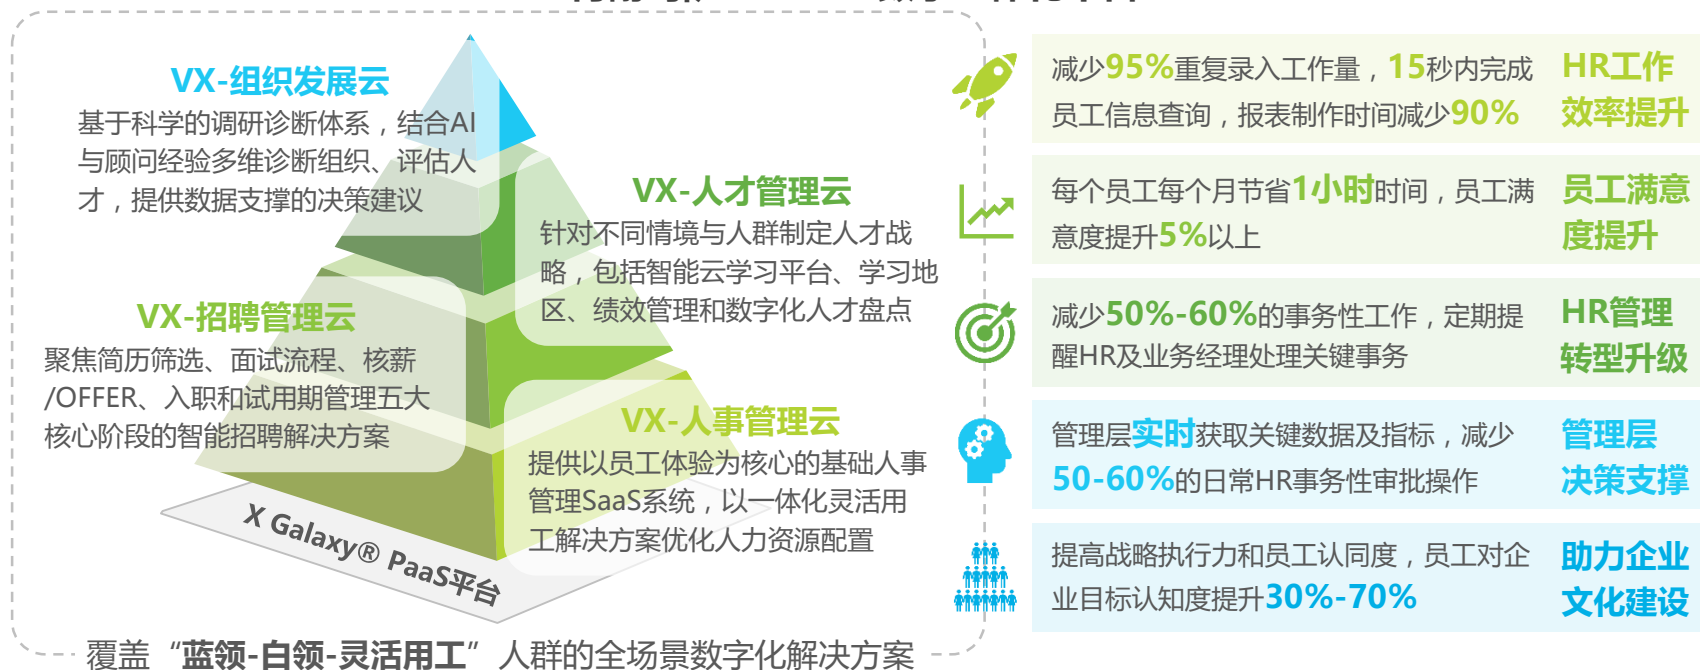 VX-组织发展云
基于科学的调研诊断体系，结合AI
与顾问经验多维诊断组织、评估人
才，提供数据支撑的决策建议
VX-人才管理云
针对不同情境与人群制定人才战
略，包括智能云学习平台、学习地
区、绩效管理和数字化人才盘点
VX-招聘管理云
聚焦简历筛选、面试流程、核薪
/OFFER、入职和试用期管理五大
核心阶段的智能招聘解决方案
VX-人事管理云
提供以员工体验为核心的基础人事
管理SaaS系统，以一体化灵活用
工解决方案优化人力资源配置
X Galaxy® PaaS平台
覆盖“蓝领-白领-灵活用工”人群的全场景数字化解决方案
减少95%重复录入工作量，15秒内完成
员工信息查询，报表制作时间减少90%
HR工作
效率提升
每个员工每个月节省1小时时间，员工满
意度提升5%以上
员工满意
度提升
减少50%-60%的事务性工作，定期提
醒HR及业务经理处理关键事务
HR管理
转型升级
管理层实时获取关键数据及指标，减少
50-60%的日常HR事务性审批操作
管理层
决策支撑
提高战略执行力和员工认同度，员工对企
业目标认知度提升30%-70%
助力企业
文化建设